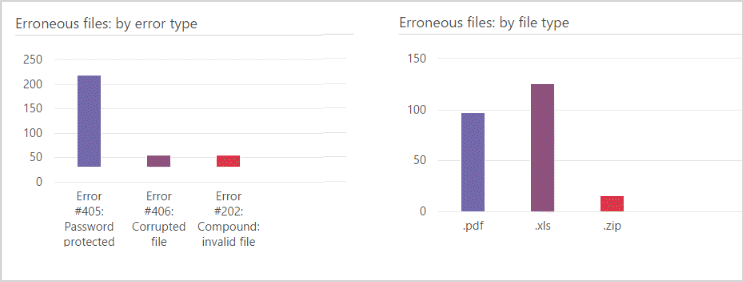 Erroneous files: by error type
250
200
150
100
50
0
Error
#405:
Password
protected
Error
#406:
Corrupted
file
Error
#202:
Compound:
invalid file
Erroneous files: by file type
150
100
50
0
.pdf
.xls
.zip